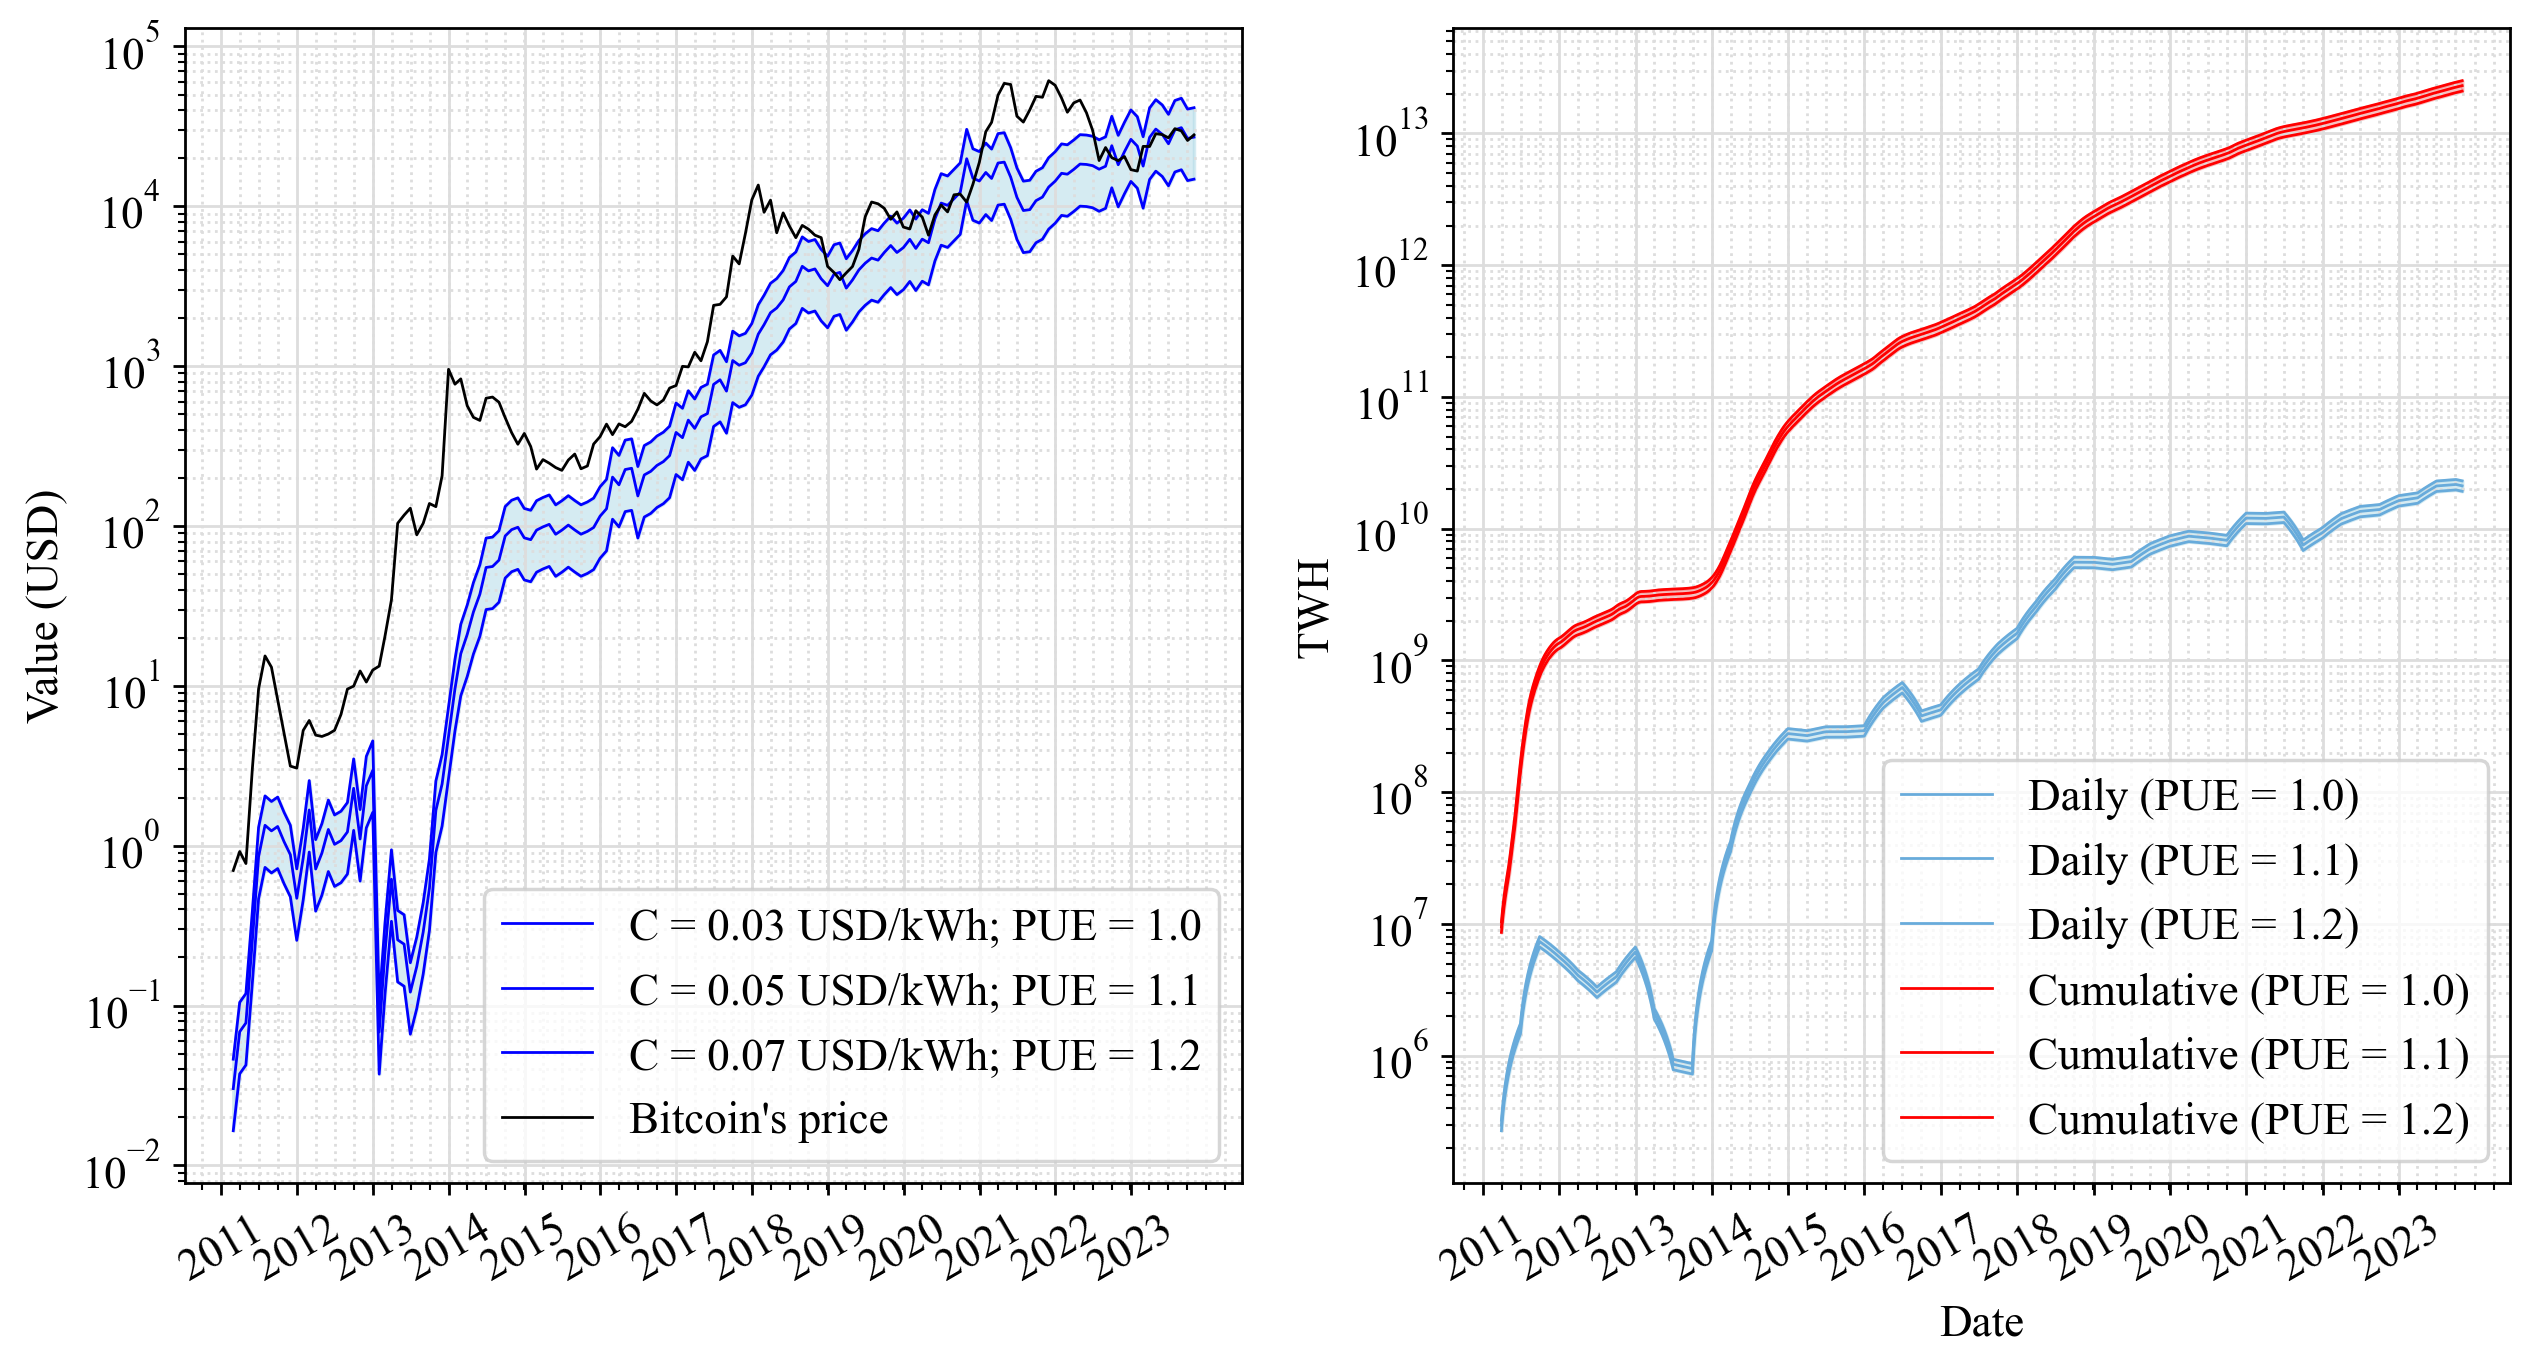 Value (USD)
10^5
10^4
10^3
10^2
10^1
10^0
10^−1
10^−2
C = 0.03 USD/kWh; PUE = 1.0
C = 0.05 USD/kWh; PUE = 1.1
C = 0.07 USD/kWh; PUE = 1.2
Bitcoin's price
2011 2012 2013 2014 2015 2016 2017 2018 2019 2020 2021 2022 2023
TWH
10^13
10^12
10^11
10^10
10^9
10^8
10^7
10^6
Daily (PUE = 1.0)
Daily (PUE = 1.1)
Daily (PUE = 1.2)
Cumulative (PUE = 1.0)
Cumulative (PUE = 1.1)
Cumulative (PUE = 1.2)
2011 2012 2013 2014 2015 2016 2017 2018 2019 2020 2021 2022 2023
Date